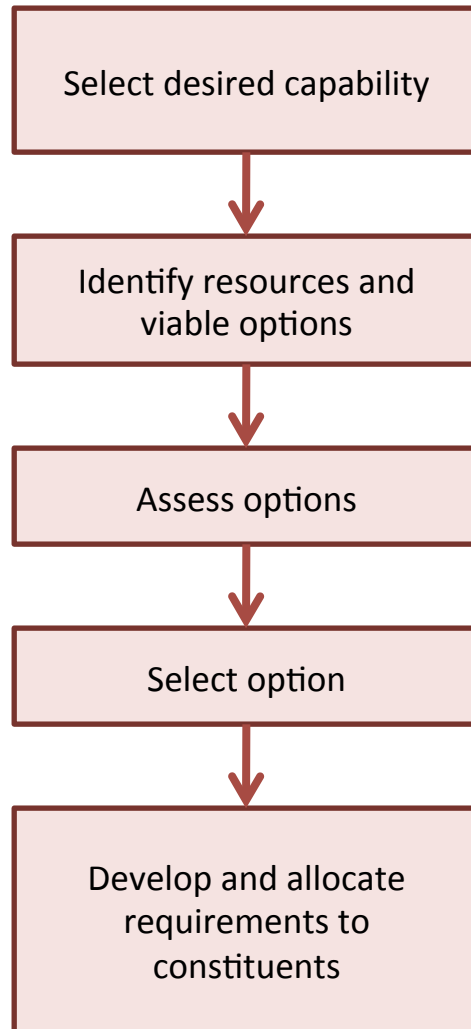 Select desired capability
Identify resources and
viable options
Assess options
Select option
Develop and allocate
requirements to
constituents